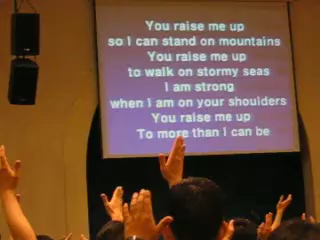 You raise me up
so I can stand on mountains
You raise me up
to walk on stormy seas
I am strong
when I am on your shoulders
You raise me up
To more than I can be